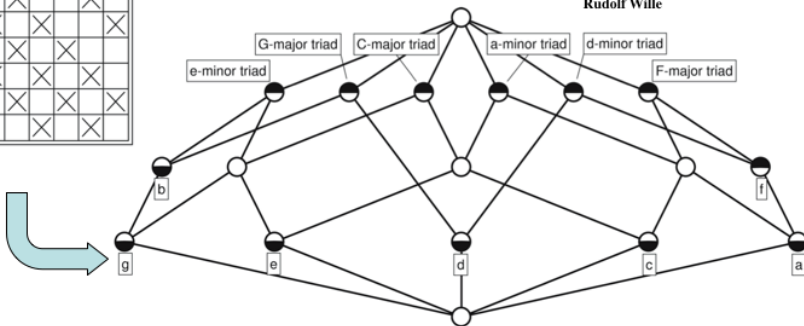 Rudolf Wille
G-major triad C-major triad a-minor triad d-minor triad
e-minor triad F-major triad
b f
g e d c a